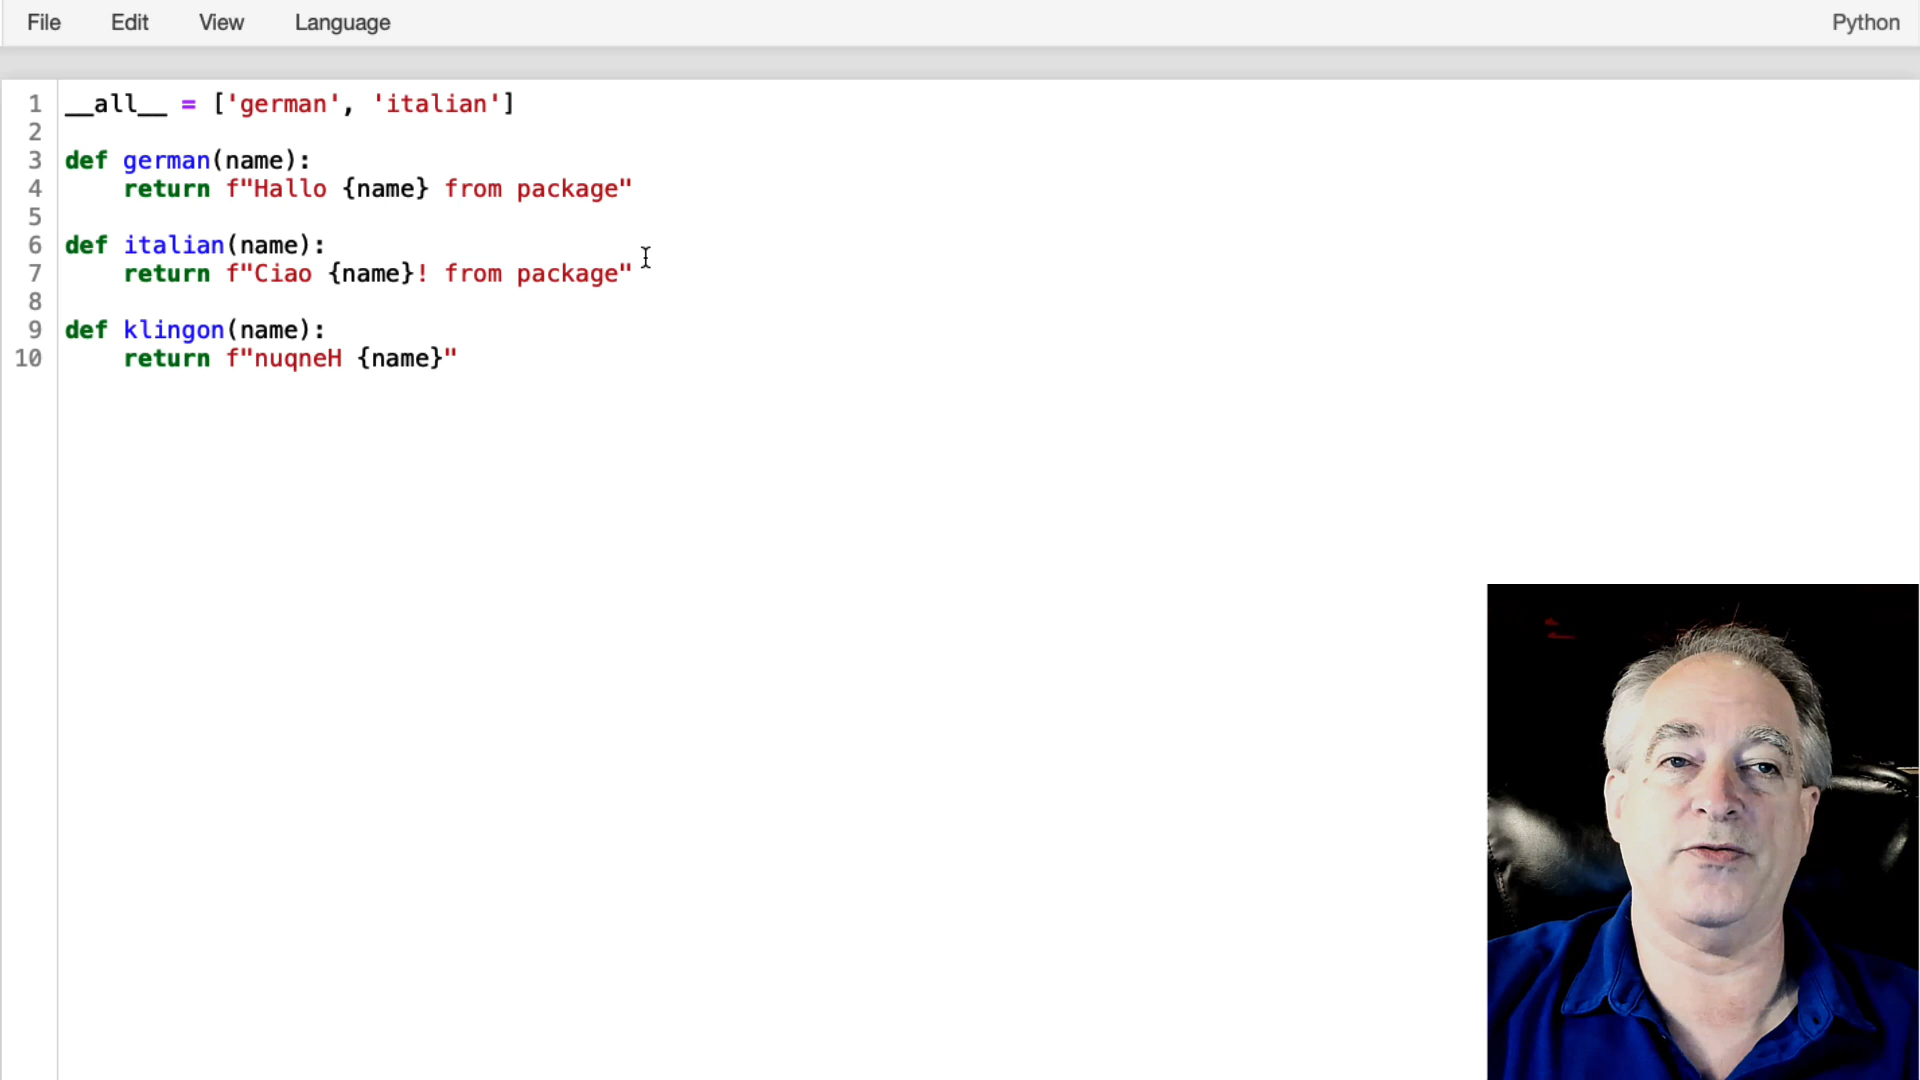 File Edit View Language Python
1 __all__ = ['german', 'italian']
2
3 def german(name):
4     return f"Hallo {name} from package"
5
6 def italian(name):
7     return f"Ciao {name}! from package"
8
9 def klingon(name):
10     return f"nuqneH {name}"